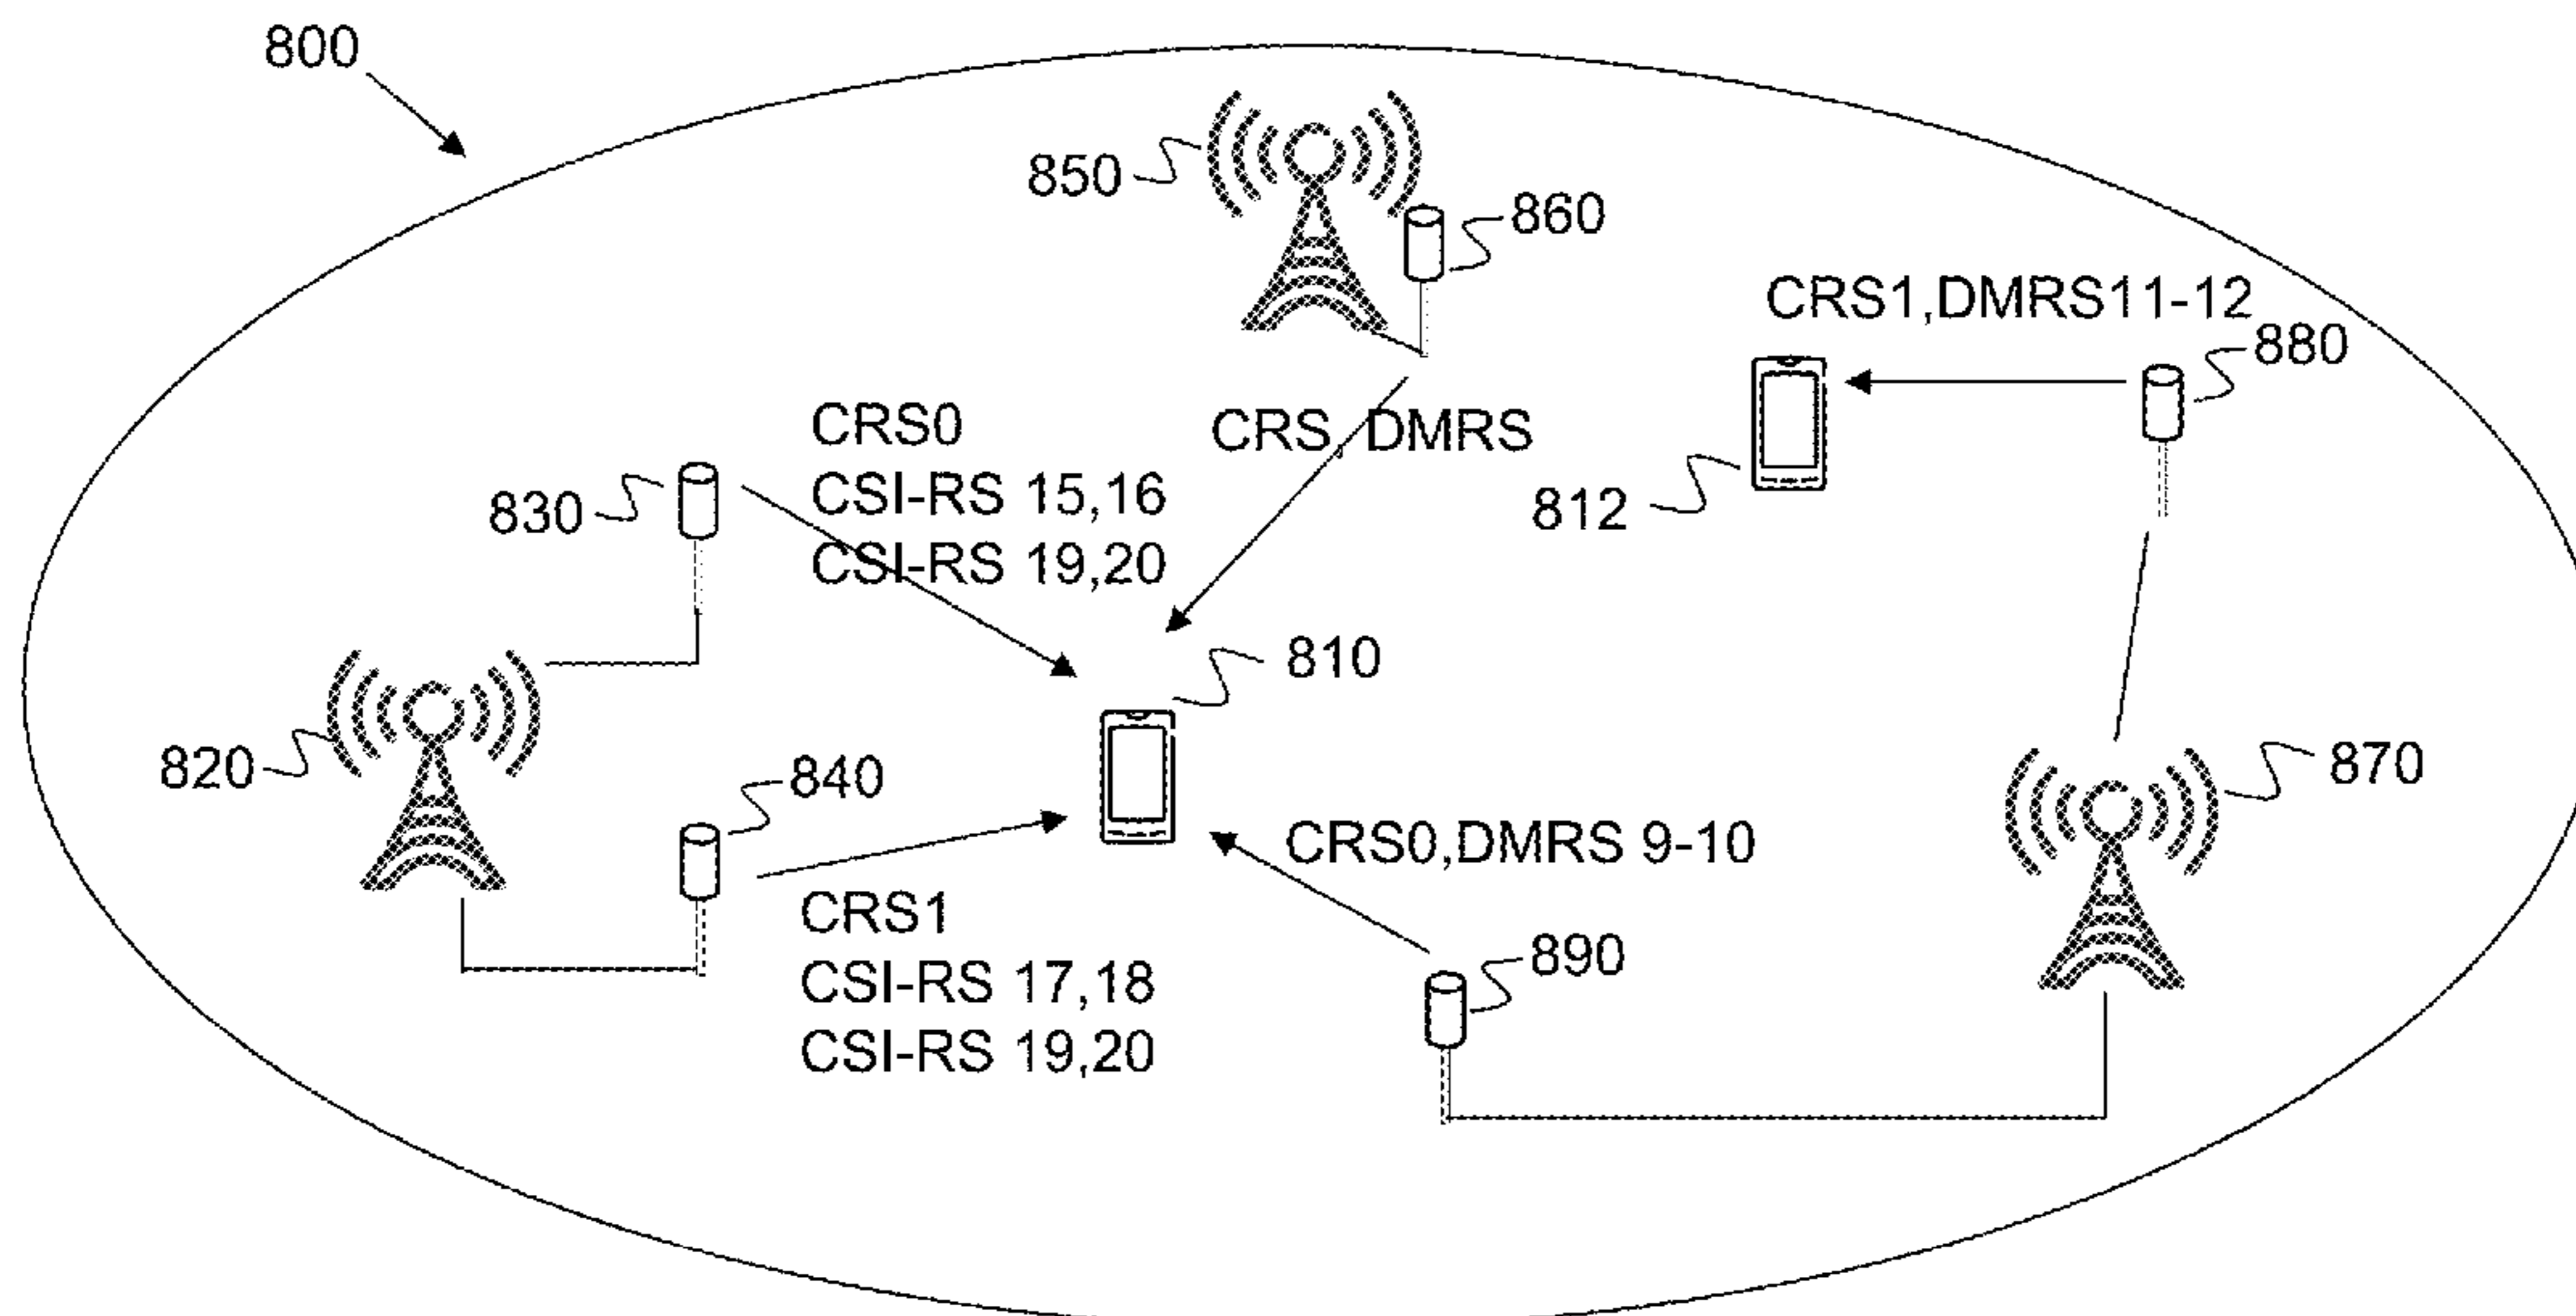 800
850
860
CRS1,DMRS11-12
880
CRS0
CSI-RS 15,16
CSI-RS 19,20
CRS, DMRS
830
812
810
820
840
870
CRS0,DMRS 9-10
CRS1
CSI-RS 17,18
CSI-RS 19,20
890